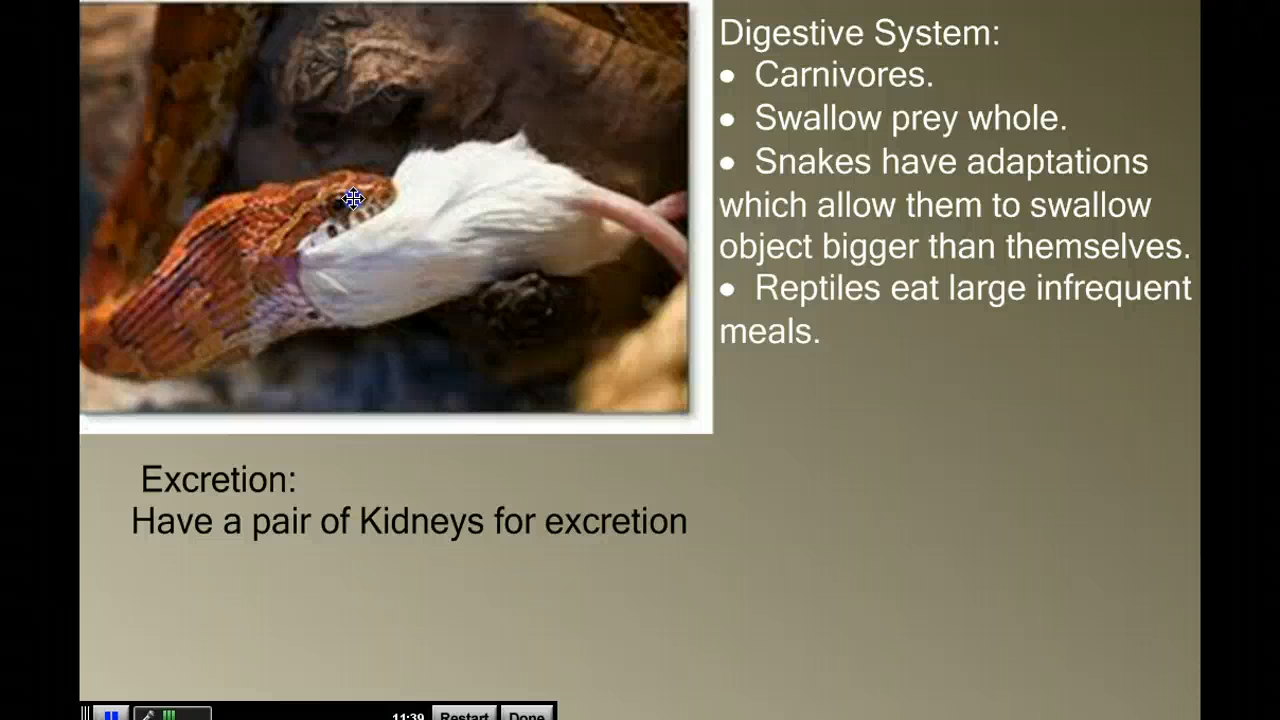 Digestive System:
• Carnivores.
• Swallow prey whole.
• Snakes have adaptations
which allow them to swallow
object bigger than themselves.
• Reptiles eat large infrequent
meals.
Excretion:
Have a pair of Kidneys for excretion
11:39 Restart Done